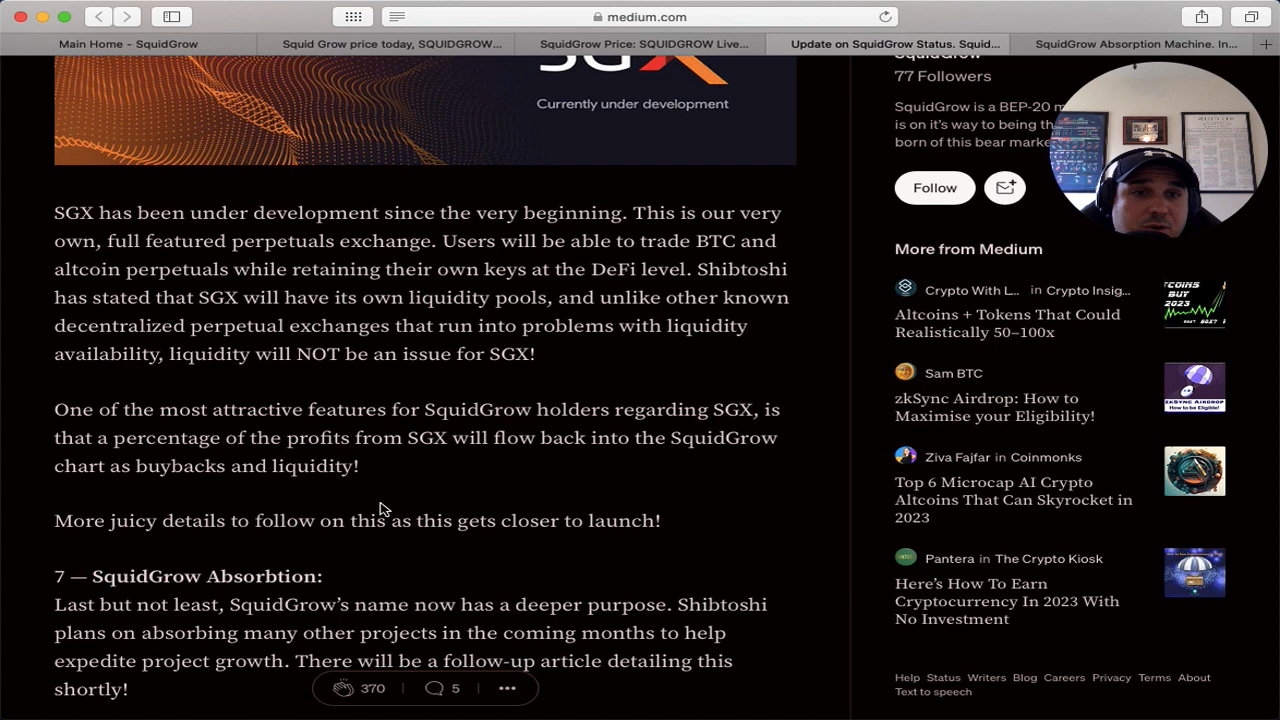 medium.com
Main Home - SquidGrow
Squid Grow price today, SQUIDGROW...
SquidGrow Price: SQUIDGROW Live...
Update on SquidGrow Status. Squid...
SquidGrow Absorption Machine. In...
SGX
Currently under development
SGX has been under development since the very beginning. This is our very
own, full featured perpetuals exchange. Users will be able to trade BTC and
altcoin perpetuals while retaining their own keys at the DeFi level. Shibtoshi
has stated that SGX will have its own liquidity pools, and unlike other known
decentralized perpetual exchanges that run into problems with liquidity
availability, liquidity will NOT be an issue for SGX!
One of the most attractive features for SquidGrow holders regarding SGX, is
that a percentage of the profits from SGX will flow back into the SquidGrow
chart as buybacks and liquidity!
More juicy details to follow on this as this gets closer to launch!
7 — SquidGrow Absorbtion:
Last but not least, SquidGrow’s name now has a deeper purpose. Shibtoshi
plans on absorbing many other projects in the coming months to help
expedite project growth. There will be a follow-up article detailing this
shortly!
370
5
SquidGrow
77 Followers
SquidGrow is a BEP-20 m
is on it’s way to being th
born of this bear marke
Follow
More from Medium
Crypto With L... in Crypto Insig...
Altcoins + Tokens That Could
Realistically 50–100x
Sam BTC
zkSync Airdrop: How to
Maximise your Eligibility!
Ziva Fajfar in Coinmonks
Top 6 Microcap AI Crypto
Altcoins That Can Skyrocket in
2023
Pantera in The Crypto Kiosk
Here’s How To Earn
Cryptocurrency In 2023 With
No Investment
Help Status Writers Blog Careers Privacy Terms About
Text to speech